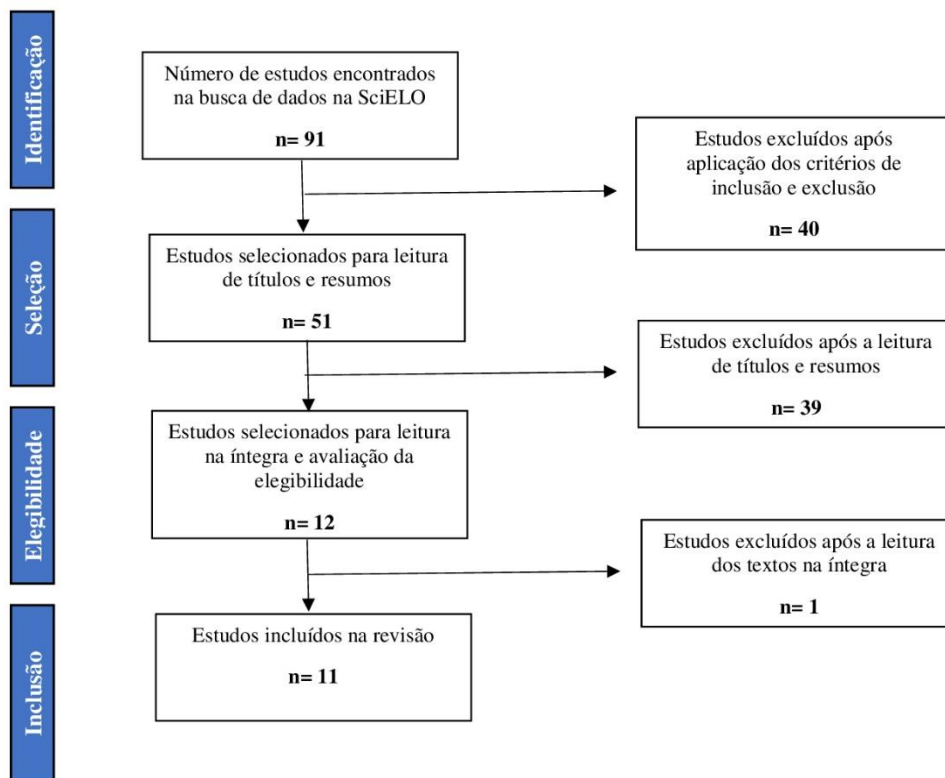 Identificação
Número de estudos encontrados
na busca de dados na SciELO
n= 91
Estudos excluídos após
aplicação dos critérios de
inclusão e exclusão
n= 40
Seleção
Estudos selecionados para leitura
de títulos e resumos
n= 51
Estudos excluídos após a leitura
de títulos e resumos
n= 39
Elegibilidade
Estudos selecionados para leitura
na íntegra e avaliação da
elegibilidade
n= 12
Estudos excluídos após a leitura
dos textos na íntegra
n= 1
Inclusão
Estudos incluídos na revisão
n= 11